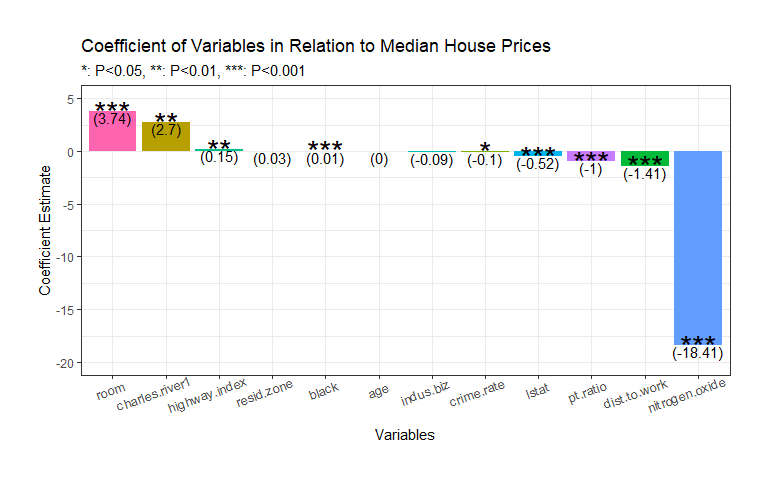 Coefficient of Variables in Relation to Median House Prices
*: P<0.05, **: P<0.01, ***: P<0.001
Coefficient Estimate
5
0
-5
-10
-15
-20
*** ** ** *** * *** *** *** ***
(3.74) (2.7) (0.15) (0.03) (0.01) (0) (-0.09) (-0.1) (-0.52) (-1) (-1.41) (-18.41)
room charles.river1 highway.index resid.zone black age indus.biz crime.rate lstat pt.ratio dist.to.work nitrogen.oxide
Variables